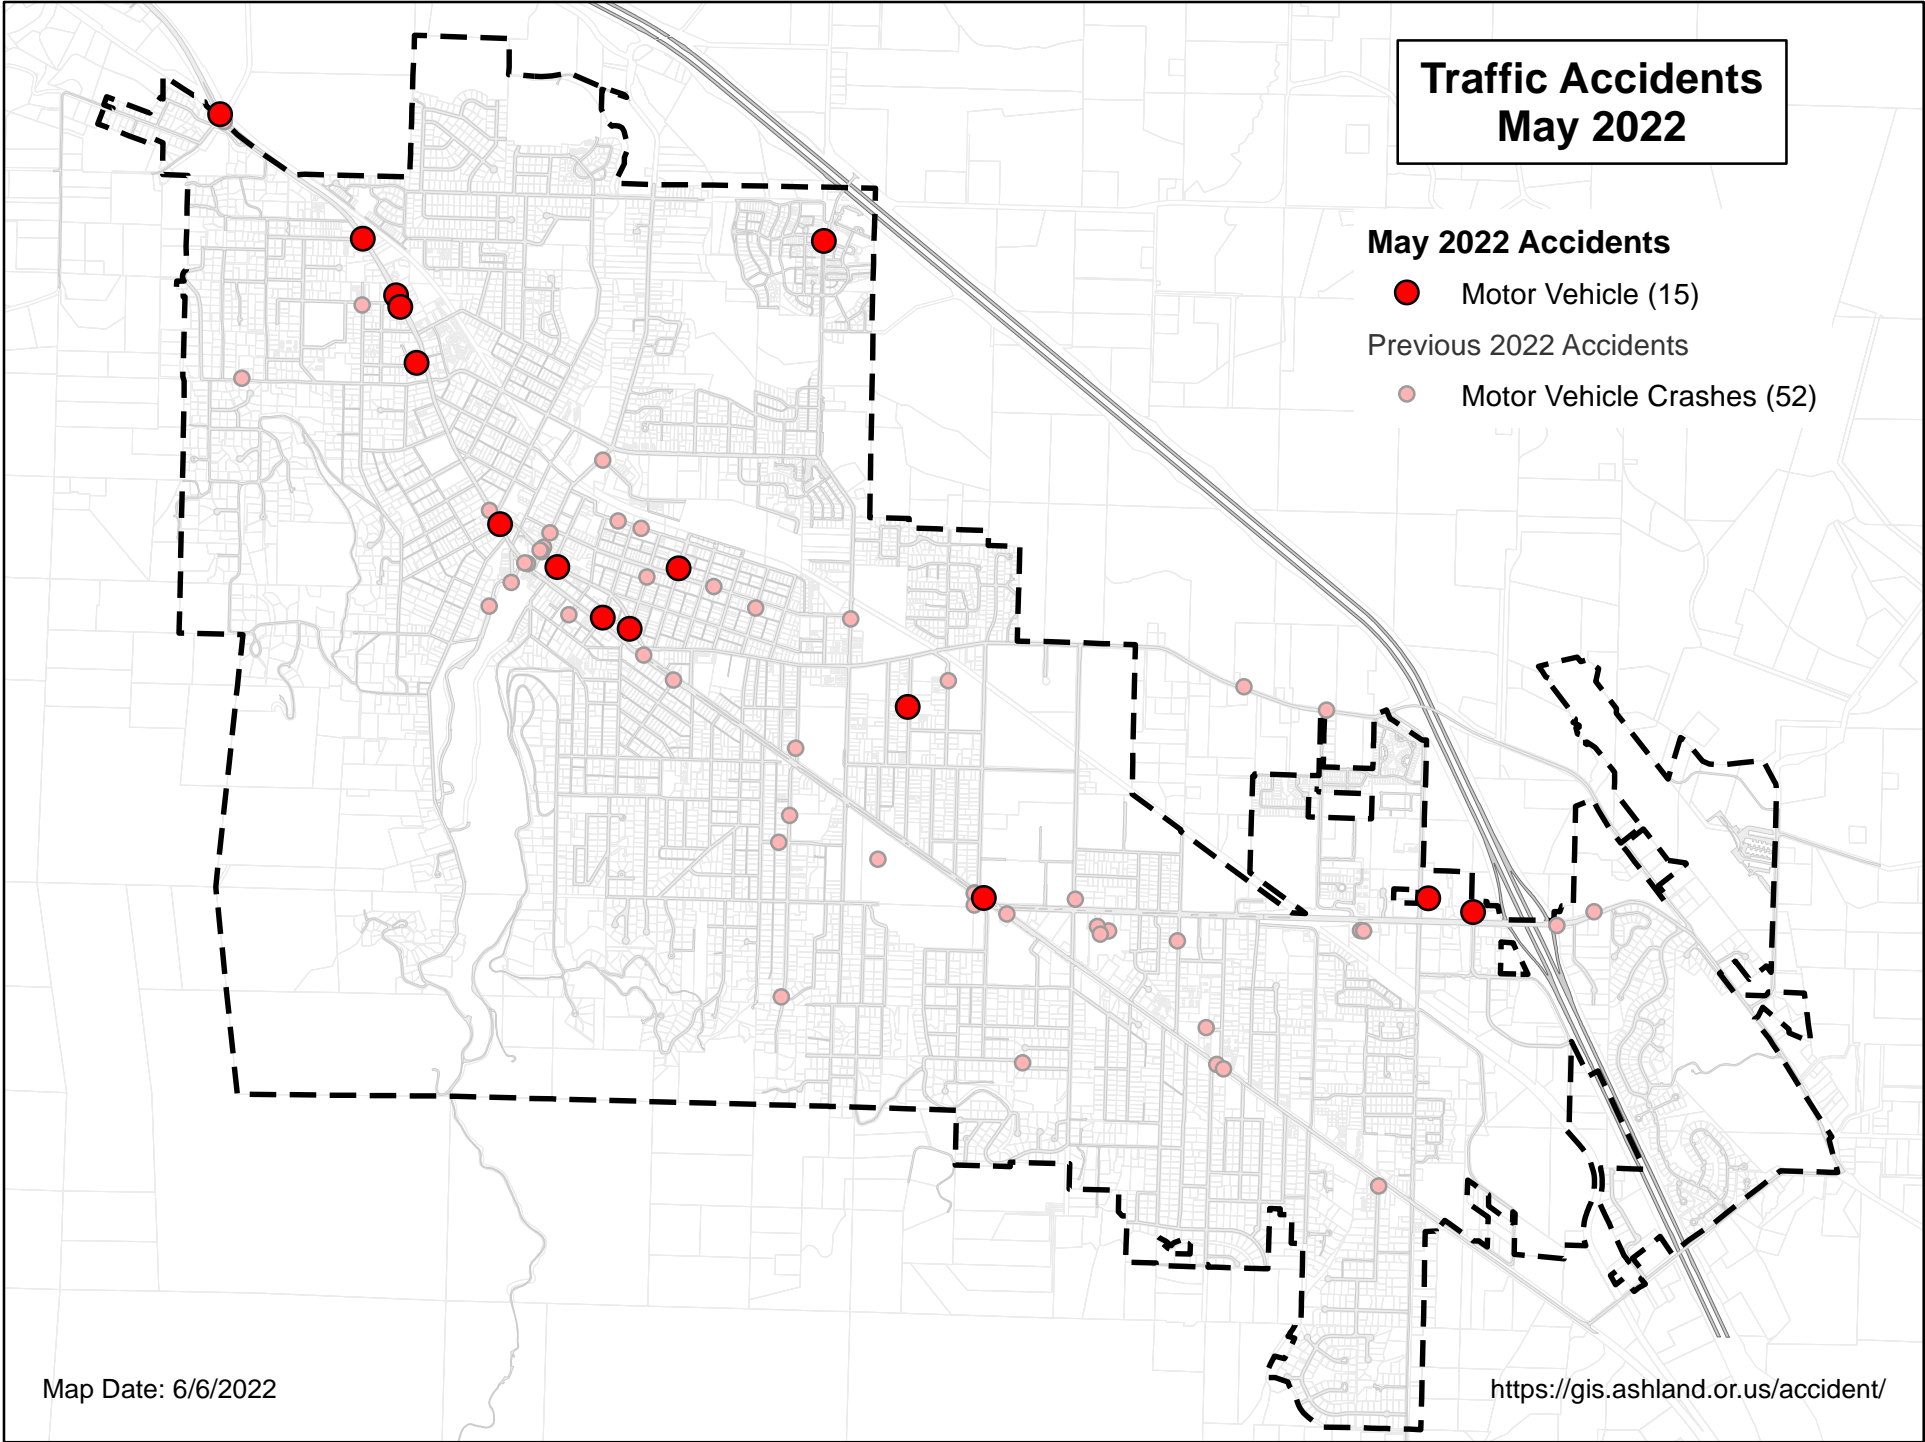 Traffic Accidents
May 2022
May 2022 Accidents
Motor Vehicle (15)
Previous 2022 Accidents
Motor Vehicle Crashes (52)
Map Date: 6/6/2022
https://gis.ashland.or.us/accident/